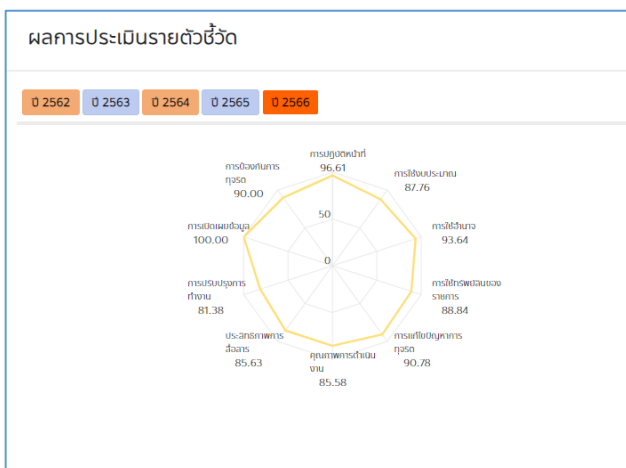 ผลการประเมินรายตัวชี้วัด
ปี 2562
ปี 2563
ปี 2564
ปี 2565
ปี 2566
การปฏิบัติหน้าที่
96.61
การใช้งบประมาณ
87.76
การใช้อำนาจ
93.64
การใช้ทรัพย์สินของ
ราชการ
88.84
การแก้ไขปัญหาการ
ทุจริต
90.78
คุณภาพการดำเนิน
งาน
85.58
ประสิทธิภาพการ
สื่อสาร
85.63
การปรับปรุงการ
ทำงาน
81.38
การเปิดเผยข้อมูล
100.00
การป้องกันการ
ทุจริต
90.00
50
0